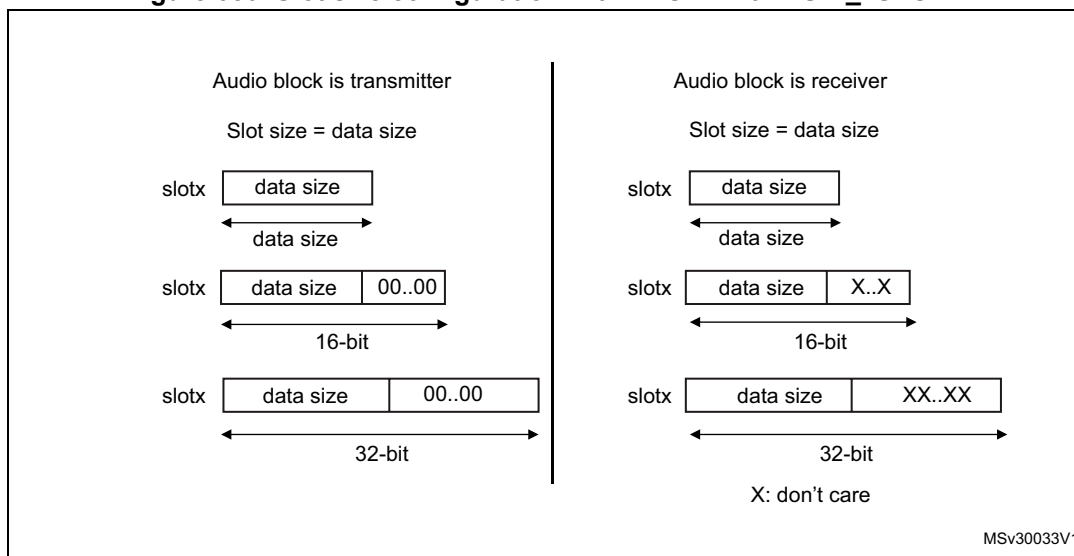 Audio block is transmitter
Slot size = data size
slotx data size
data size
slotx data size 00..00
16-bit
slotx data size 00..00
32-bit
Audio block is receiver
Slot size = data size
slotx data size
data size
slotx data size X..X
16-bit
slotx data size XX..XX
32-bit
X: don't care
MSv30033V1